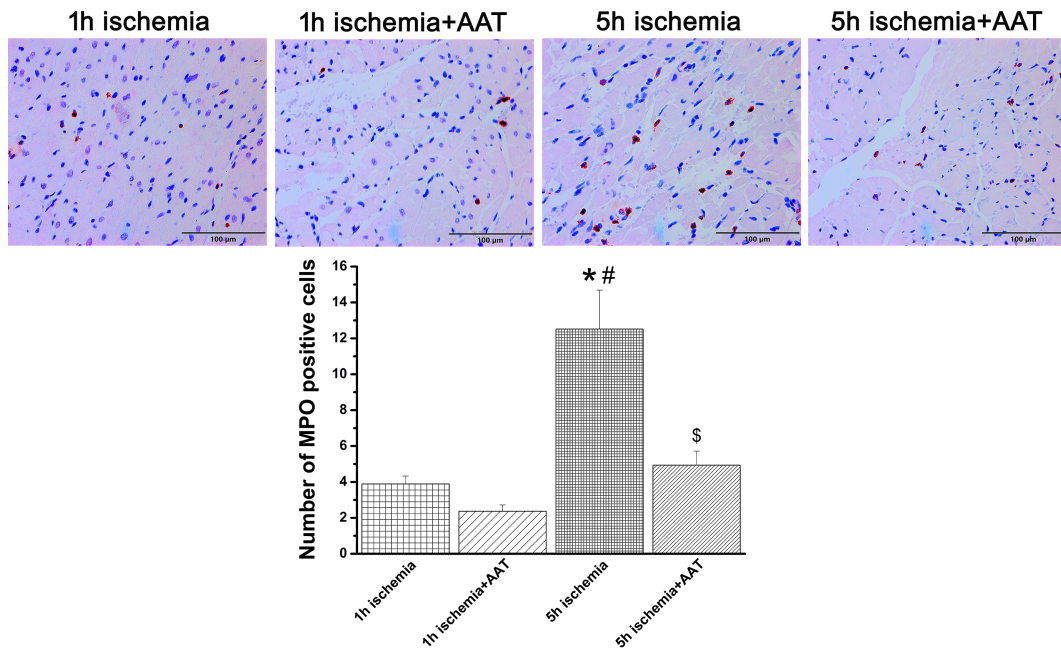 1h ischemia
1h ischemia+AAT
5h ischemia
5h ischemia+AAT
100 µm
100 µm
100 µm
100 µm
Number of MPO positive cells
16
14
12
10
8
6
4
2
0
*#
$
1h ischemia
1h ischemia+AAT
5h ischemia
5h ischemia+AAT